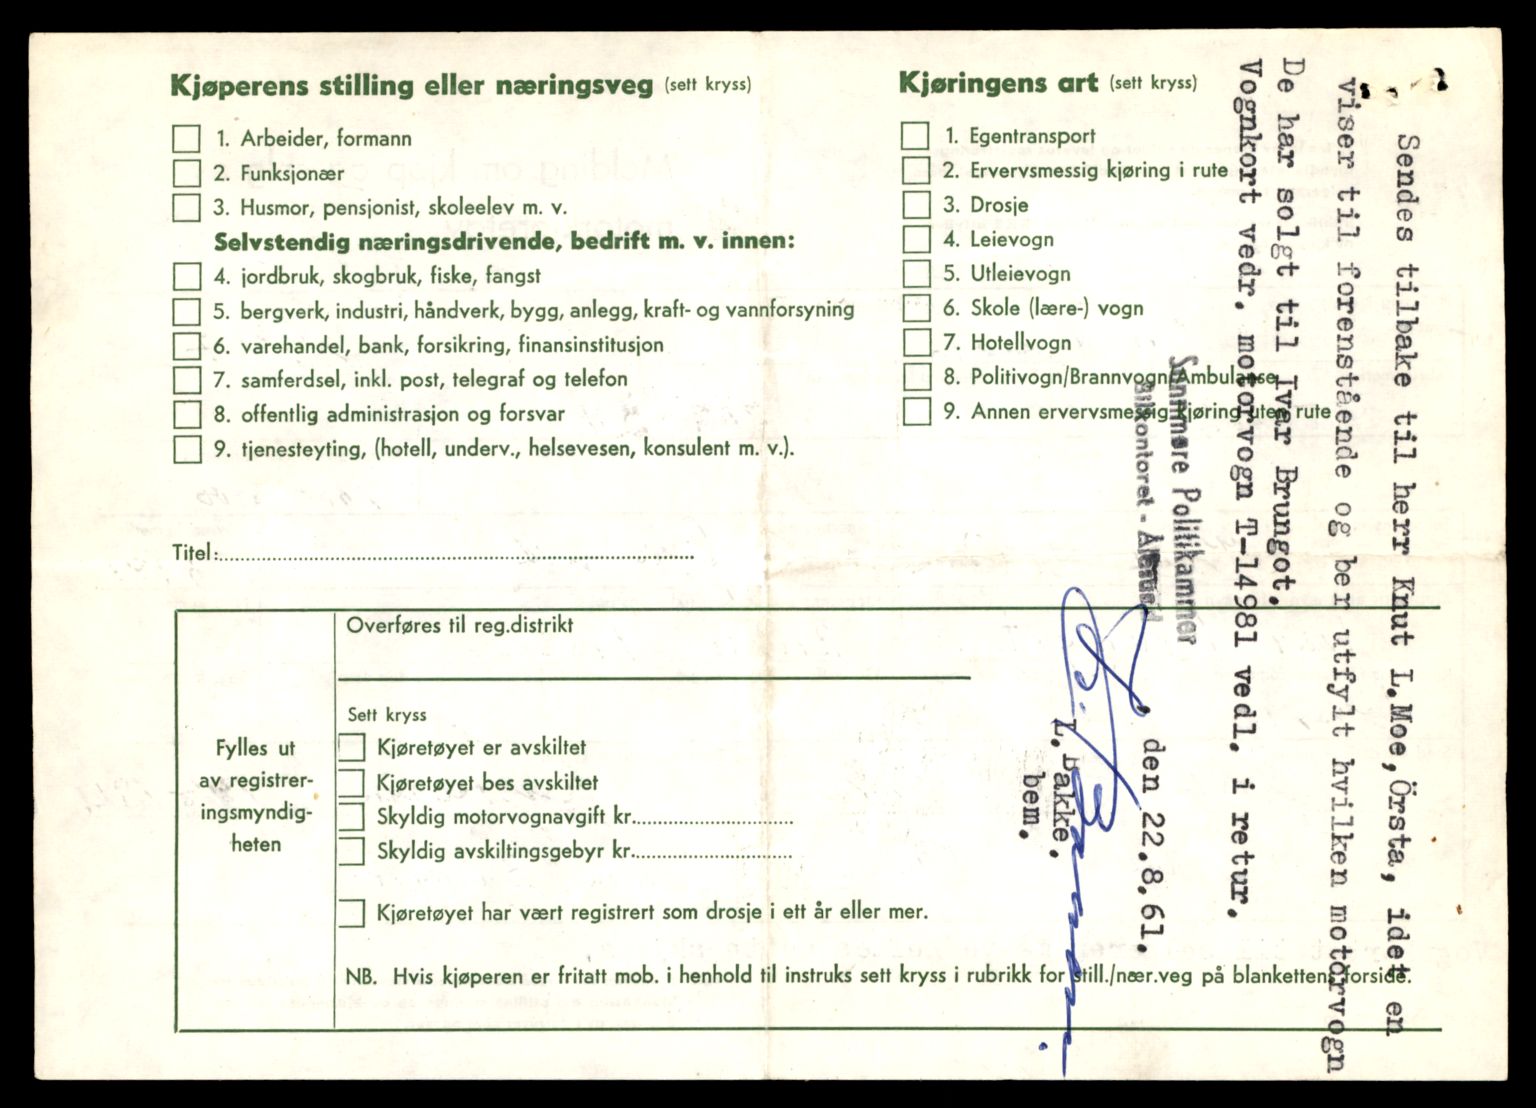 Kjøperens stilling eller næringsveg (sett kryss)
1. Arbeider, formann
2. Funksjonær
3. Husmor, pensjonist, skoleelev m. v.
Selvstendig næringsdrivende, bedrift m. v. innen:
4. jordbruk, skogbruk, fiske, fangst
5. bergverk, industri, håndverk, bygg, anlegg, kraft- og vannforsyning
6. varehandel, bank, forsikring, finansinstitusjon
7. samferdsel, inkl. post, telegraf og telefon
8. offentlig administrasjon og forsvar
9. tjenesteyting, (hotell, underv., helsevesen, konsulent m. v.).
Titel:
Kjøringens art (sett kryss)
1. Egentransport
2. Ervervsmessig kjøring i rute
3. Drosje
4. Leievogn
5. Utleievogn
6. Skole (lære-) vogn
7. Hotellvogn
8. Politivogn/Brannvogn/Ambulanse
9. Annen ervervsmessig kjøring uten rute
Fylles ut
av registrer-
ingsmyndig-
heten
Overføres til reg.distrikt
Sett kryss
Kjøretøyet er avskiltet
Kjøretøyet bes avskiltet
Skyldig motorvognavgift kr.
Skyldig avskiltingsgebyr kr.
Kjøretøyet har vært registrert som drosje i ett år eller mer.
NB. Hvis kjøperen er fritatt mob. i henhold til instruks sett kryss i rubrikk for still./nær.veg på blankettens forside.
Sendes tilbake til herr Knut L.Moe,Örsta, idet en
viser til forenstående og ber utfylt hvilken motorvogn
De har solgt til Ivar Brungot.
Vognkort vedr. motorvogn T-14981 vedl. i retur.
Sunnmøre Politikammer
Bilkontoret - Ålesund
, den 22.8.61.
L. Bakke.
bem.